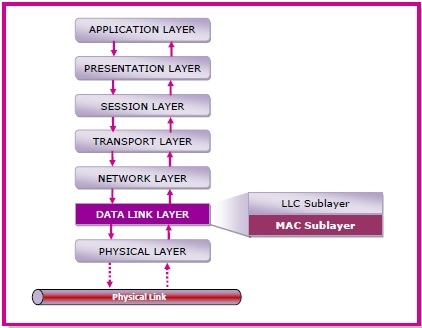 APPLICATION LAYER
PRESENTATION LAYER
SESSION LAYER
TRANSPORT LAYER
NETWORK LAYER
DATA LINK LAYER
LLC Sublayer
MAC Sublayer
PHYSICAL LAYER
Physical Link